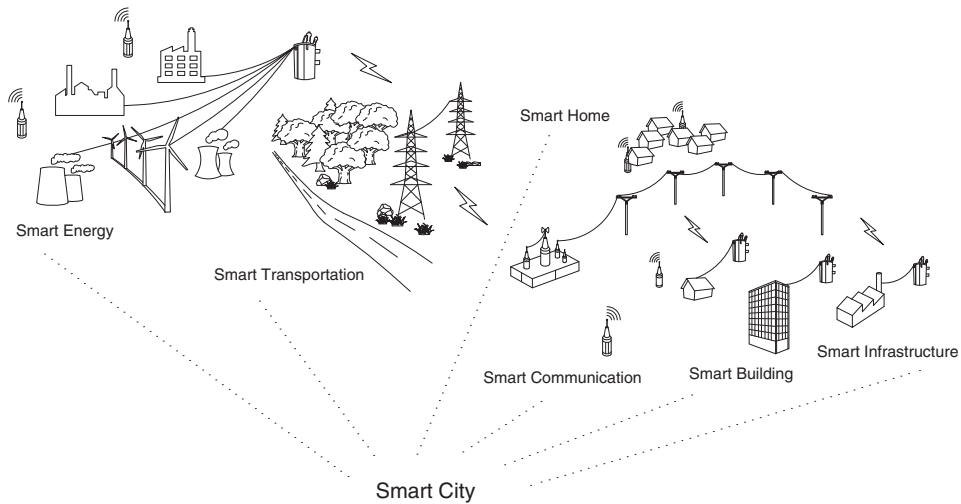 Smart Home
Smart Energy
Smart Transportation
Smart Infrastructure
Smart Communication
Smart Building
Smart City